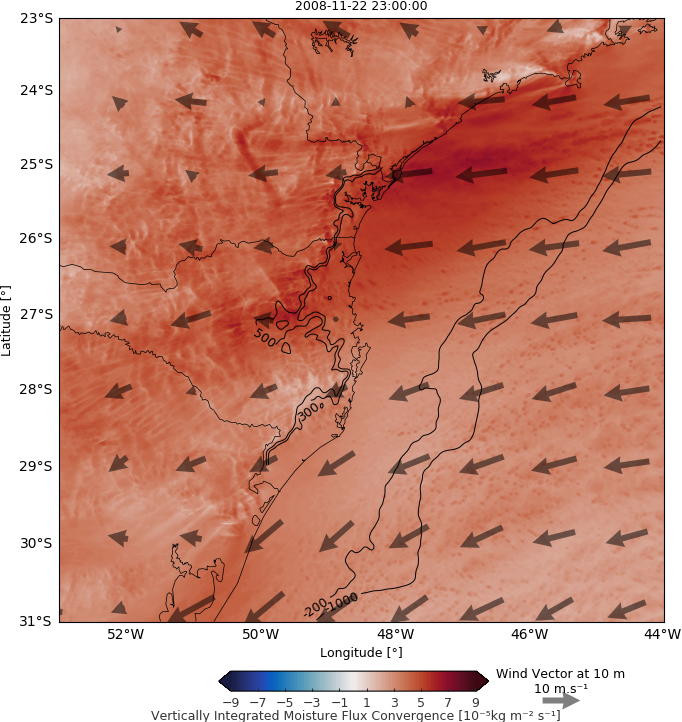 2008-11-22 23:00:00
23°S
24°S
25°S
26°S
27°S
28°S
29°S
30°S
31°S
Latitude [°]
500
300
-200
-1000
52°W 50°W 48°W 46°W 44°W
Longitude [°]
Wind Vector at 10 m
10 m.s⁻¹
−9 −7 −5 −3 −1 1 3 5 7 9
Vertically Integrated Moisture Flux Convergence [10⁻⁵kg m⁻² s⁻¹]